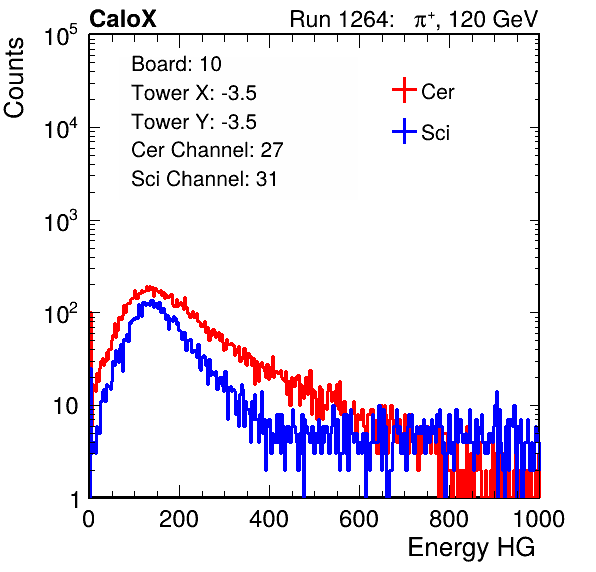 CaloX Run 1264: π⁺, 120 GeV
Counts
Board: 10
Tower X: -3.5
Tower Y: -3.5
Cer Channel: 27
Sci Channel: 31
Cer
Sci
10⁵
10⁴
10³
10²
10
1
0 200 400 600 800 1000
Energy HG